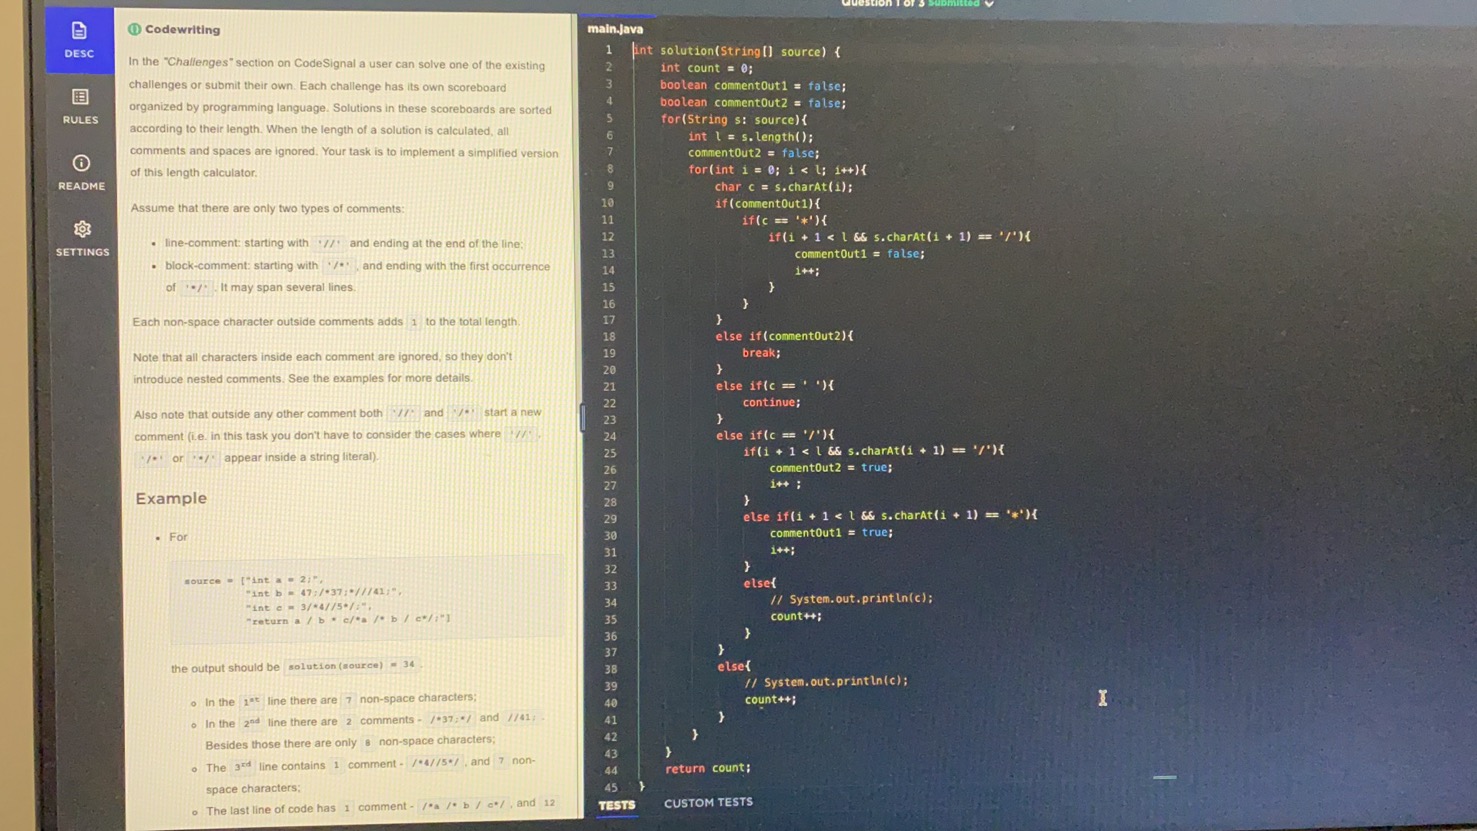 Question 1 of 3 Submitted
DESC
RULES
README
SETTINGS
Codewriting
In the "Challenges" section on CodeSignal a user can solve one of the existing
challenges or submit their own. Each challenge has its own scoreboard
organized by programming language. Solutions in these scoreboards are sorted
according to their length. When the length of a solution is calculated, all
comments and spaces are ignored. Your task is to implement a simplified version
of this length calculator.
Assume that there are only two types of comments:
• line-comment: starting with '//' and ending at the end of the line;
• block-comment: starting with '/*', and ending with the first occurrence
of '*/'. It may span several lines.
Each non-space character outside comments adds 1 to the total length.
Note that all characters inside each comment are ignored, so they don't
introduce nested comments. See the examples for more details.
Also note that outside any other comment both '//' and '/*' start a new
comment (i.e. in this task you don't have to consider the cases where '//',
'/*' or '*/' appear inside a string literal).
Example
• For
source = ["int a = 2;",
"int b = 47;/*37;*///41;",
"int c = 3/*4//5*/;",
"return a / b * c/*a /* b / c*/;"]
the output should be solution(source) = 34.
In the 1st line there are 7 non-space characters;
In the 2nd line there are 2 comments - /*37;*/ and //41;.
Besides those there are only 8 non-space characters;
The 3rd line contains 1 comment - /*4//5*/, and 7 non-
space characters;
The last line of code has 1 comment - /*a /* b / c*/, and 12
main.java
1 int solution(String[] source) {
2 int count = 0;
3 boolean commentOut1 = false;
4 boolean commentOut2 = false;
5 for(String s: source){
6 int l = s.length();
7 commentOut2 = false;
8 for(int i = 0; i < l; i++){
9 char c = s.charAt(i);
10 if(commentOut1){
11 if(c == '*'){
12 if(i + 1 < l && s.charAt(i + 1) == '/'){
13 commentOut1 = false;
14 i++;
15 }
16 }
17 }
18 else if(commentOut2){
19 break;
20 }
21 else if(c == ' '){
22 continue;
23 }
24 else if(c == '/'){
25 if(i + 1 < l && s.charAt(i + 1) == '/'){
26 commentOut2 = true;
27 i++ ;
28 }
29 else if(i + 1 < l && s.charAt(i + 1) == '*'){
30 commentOut1 = true;
31 i++;
32 }
33 else{
34 // System.out.println(c);
35 count++;
36 }
37 }
38 else{
39 // System.out.println(c);
40 count++;
41 }
42 }
43 }
44 return count;
45 }
TESTS
CUSTOM TESTS